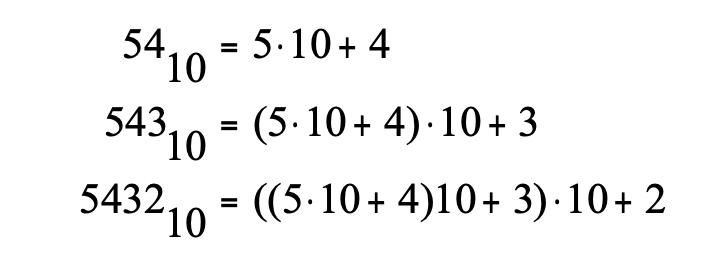 54₁₀ = 5·10 + 4
543₁₀ = (5·10 + 4)·10 + 3
5432₁₀ = ((5·10 + 4)10 + 3)·10 + 2